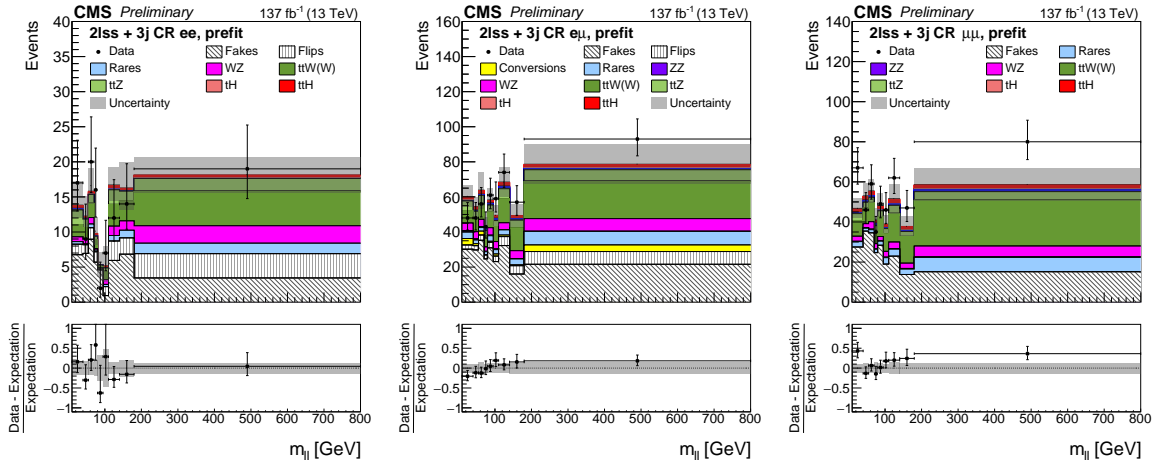 CMS Preliminary 137 fb⁻¹ (13 TeV)
Events
2lss + 3j CR ee, prefit
Data Fakes Flips
Rares WZ ttW(W)
ttZ tH ttH
Uncertainty
40
35
30
25
20
15
10
5
0
Data - Expectation
Expectation
1
0.5
0
−0.5
−1
100 200 300 400 500 600 700 800
m_ll [GeV]
CMS Preliminary 137 fb⁻¹ (13 TeV)
Events
2lss + 3j CR eμ, prefit
Data Fakes Flips
Conversions Rares ZZ
WZ ttW(W) ttZ
tH ttH
Uncertainty
160
140
120
100
80
60
40
20
0
Data - Expectation
Expectation
1
0.5
0
−0.5
−1
100 200 300 400 500 600 700 800
m_ll [GeV]
CMS Preliminary 137 fb⁻¹ (13 TeV)
Events
2lss + 3j CR μμ, prefit
Data Fakes Rares
ZZ WZ ttW(W)
ttZ tH ttH
Uncertainty
140
120
100
80
60
40
20
0
Data - Expectation
Expectation
1
0.5
0
−0.5
−1
100 200 300 400 500 600 700 800
m_ll [GeV]